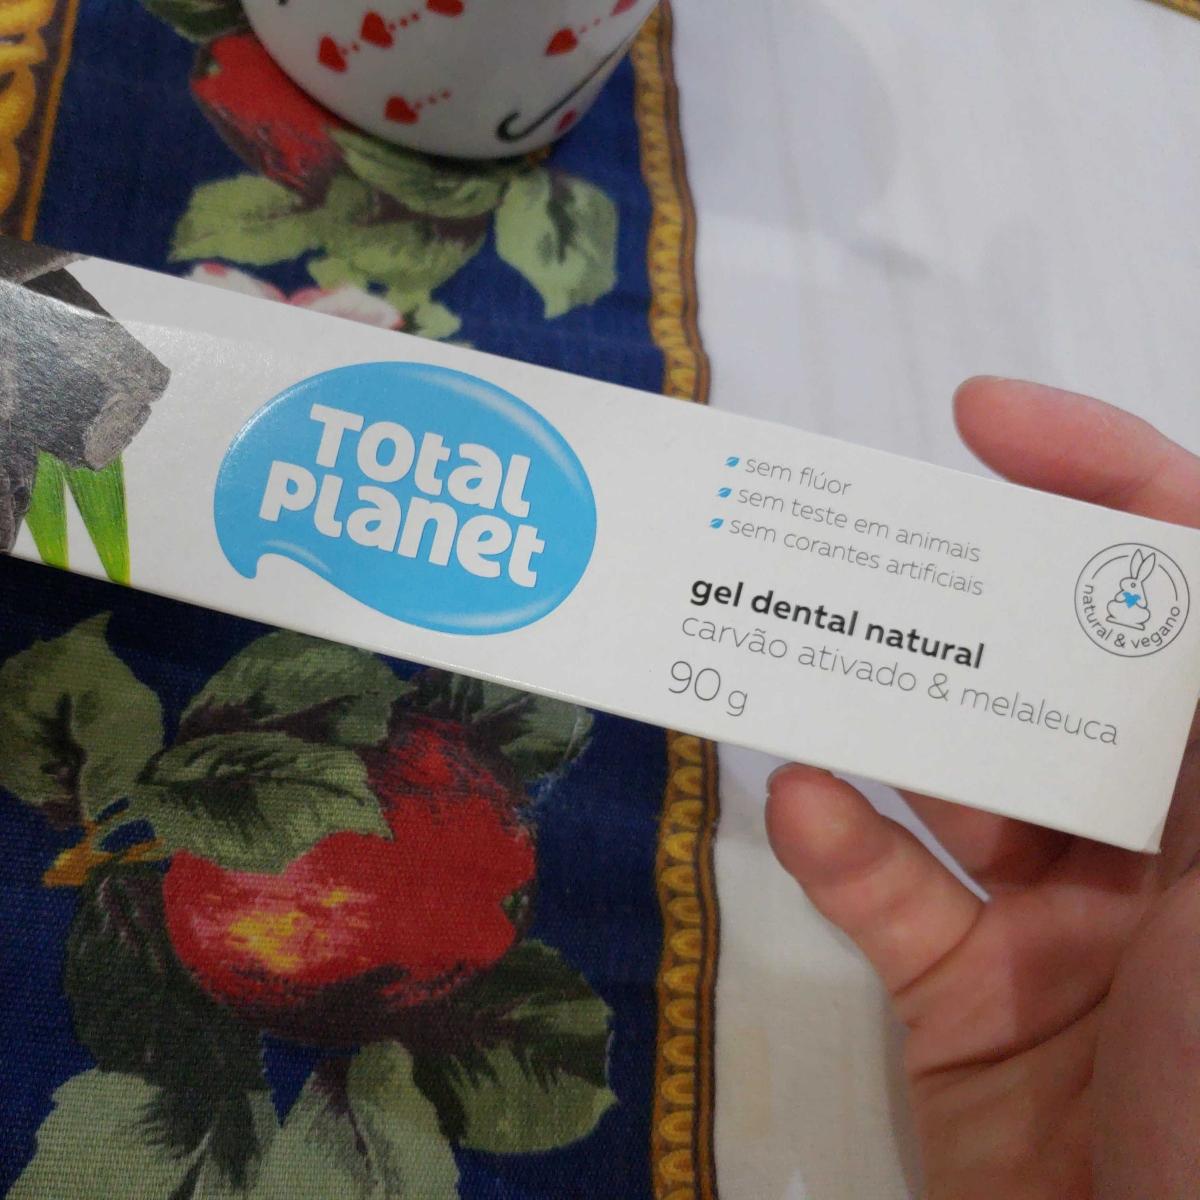 Total
Planet
sem flúor
sem teste em animais
sem corantes artificiais
gel dental natural
carvão ativado & melaleuca
90 g
natural & vegano